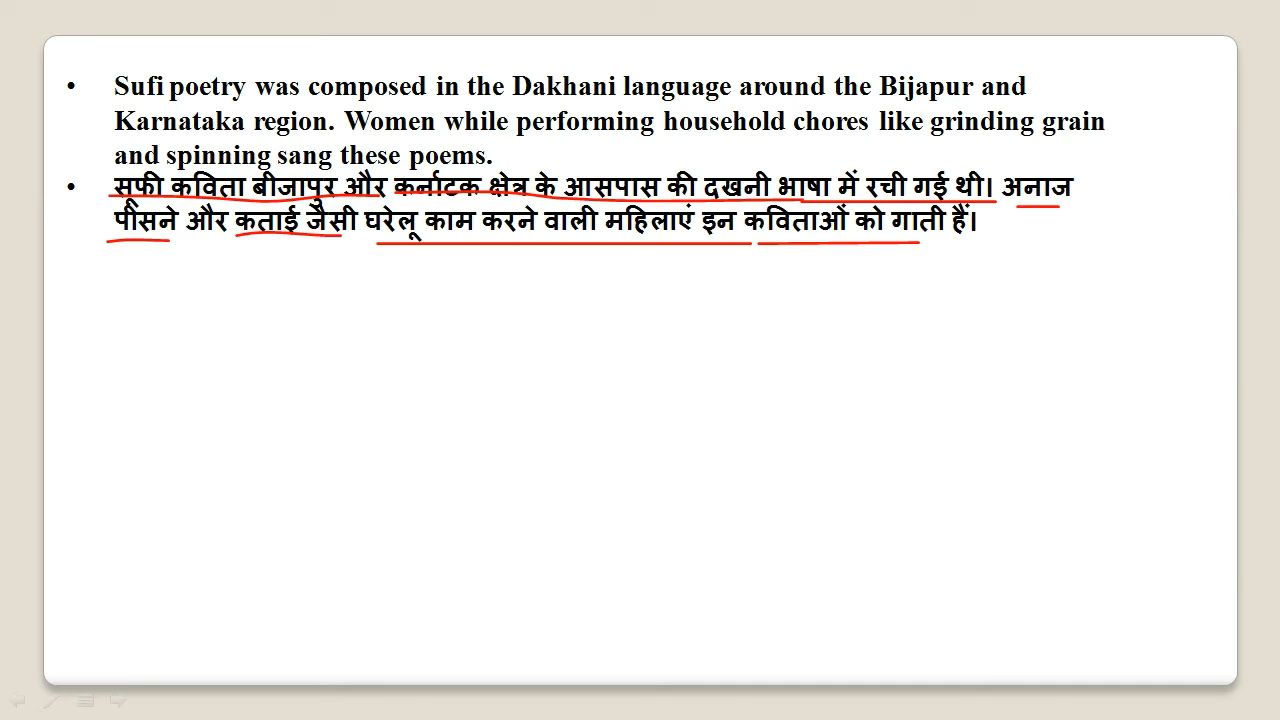 • Sufi poetry was composed in the Dakhani language around the Bijapur and
Karnataka region. Women while performing household chores like grinding grain
and spinning sang these poems.
• सूफी कविता बीजापुर और कर्नाटक क्षेत्र के आसपास की दखनी भाषा में रची गई थी। अनाज
पीसने और कताई जैसी घरेलू काम करने वाली महिलाएं इन कविताओं को गाती हैं।